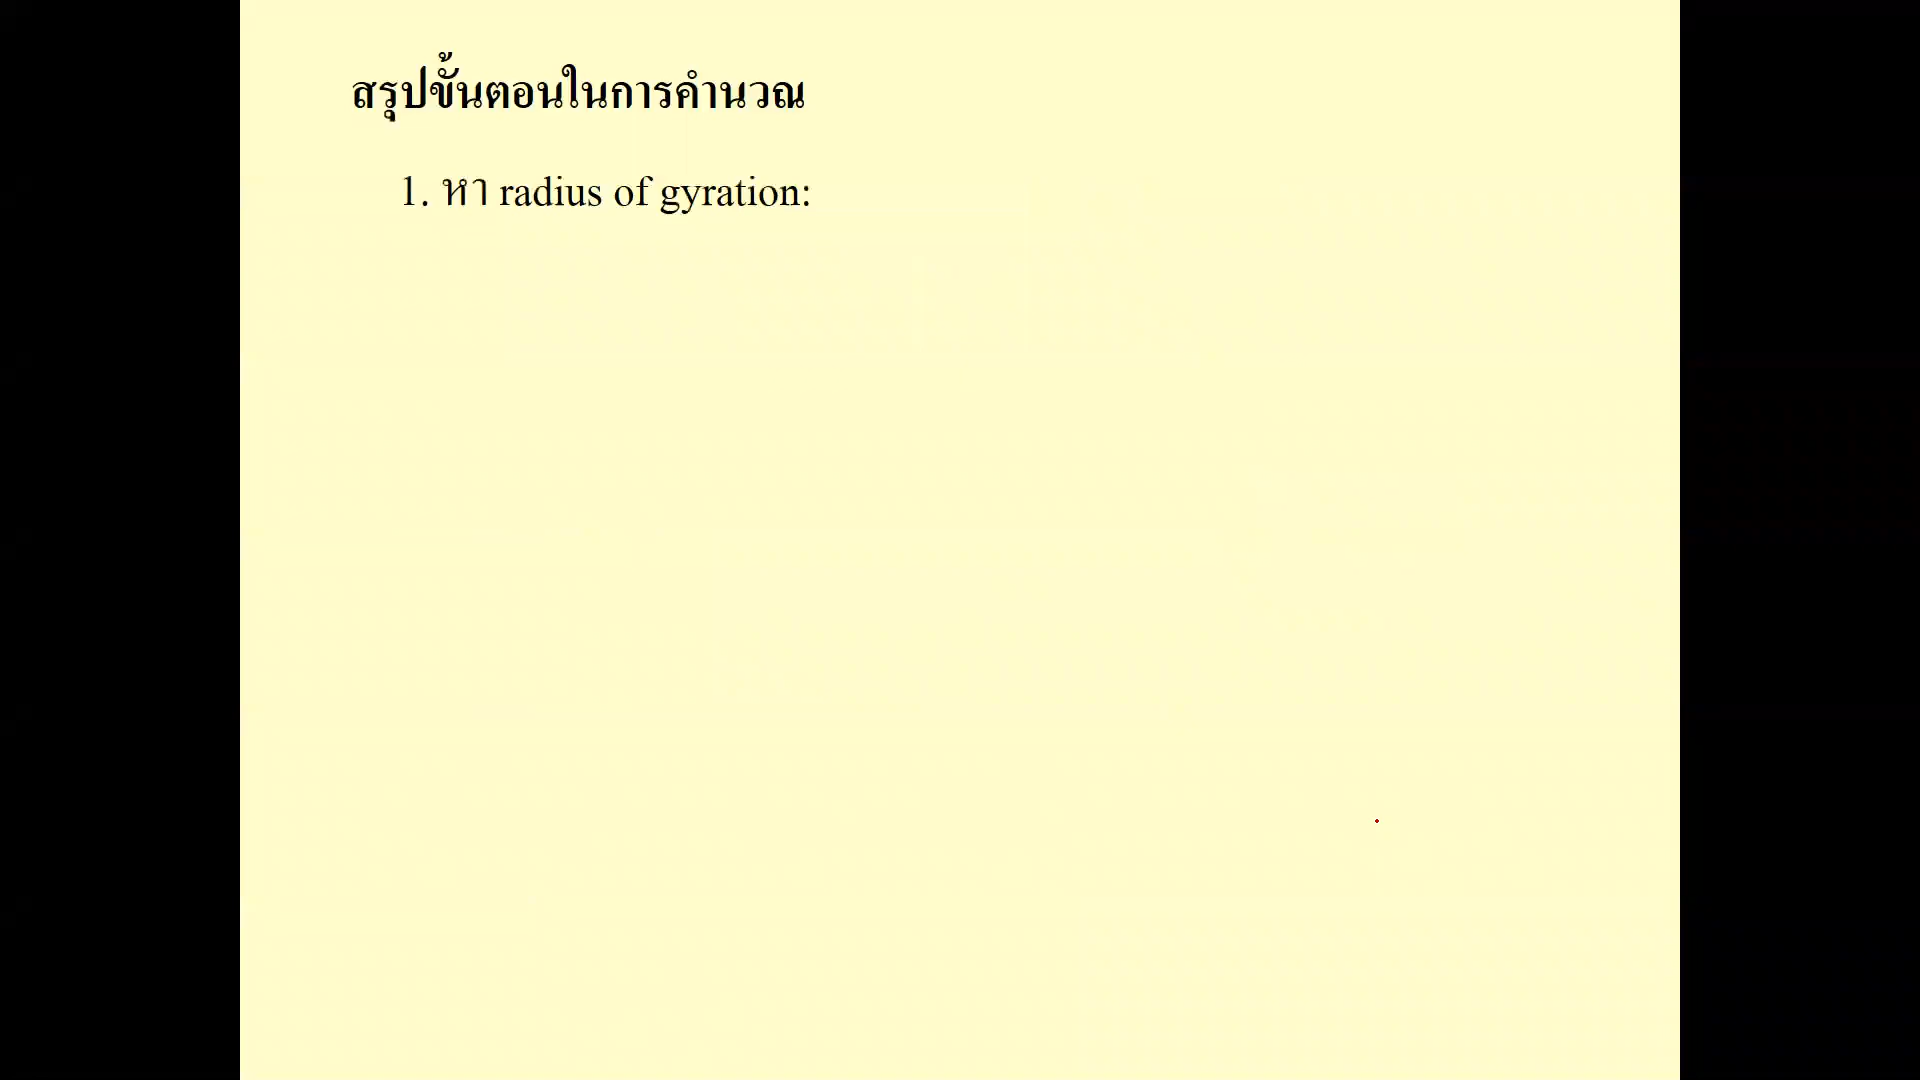 สรุปขั้นตอนในการคำนวณ
1. หา radius of gyration: